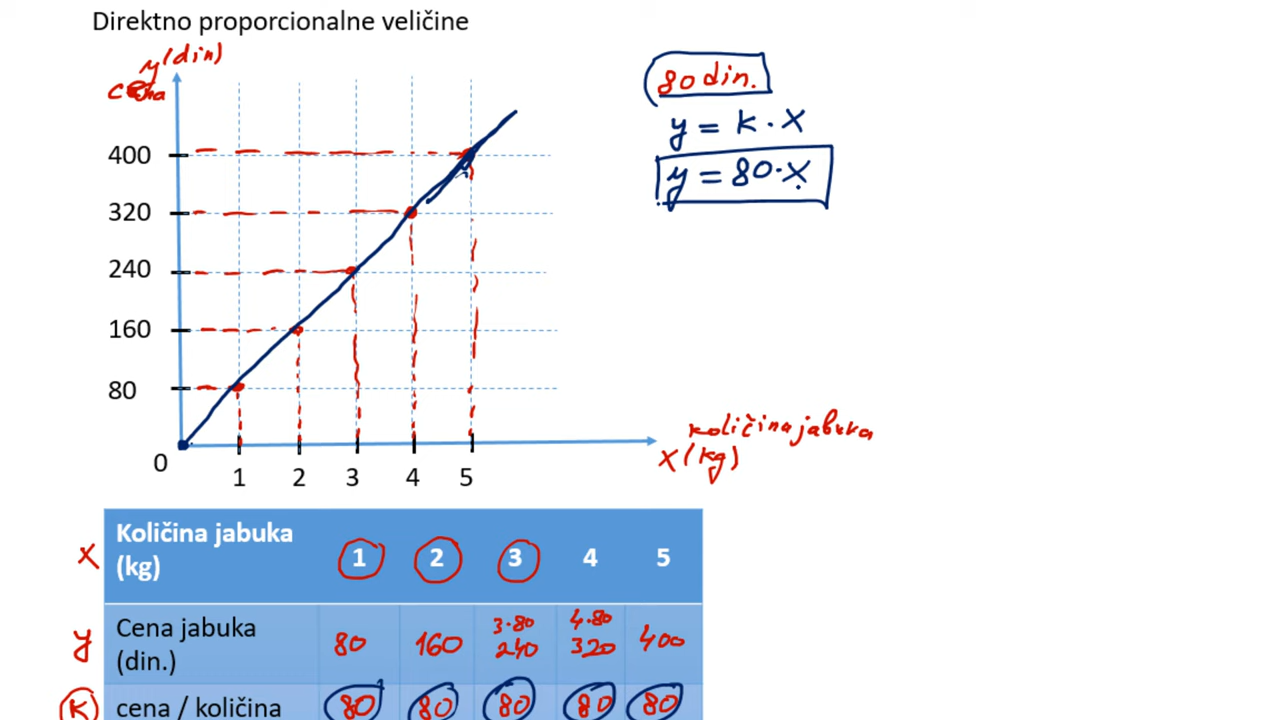 Direktno proporcionalne veličine
y (din)
Cena
80 din.
y = k · x
y = 80 · x
400
320
240
160
80
0
1 2 3 4 5
količina jabuka
x (kg)
x Količina jabuka (kg) 1 2 3 4 5
3·80 4·80
y Cena jabuka (din.) 80 160 240 320 400
K cena / količina 80 80 80 80 80